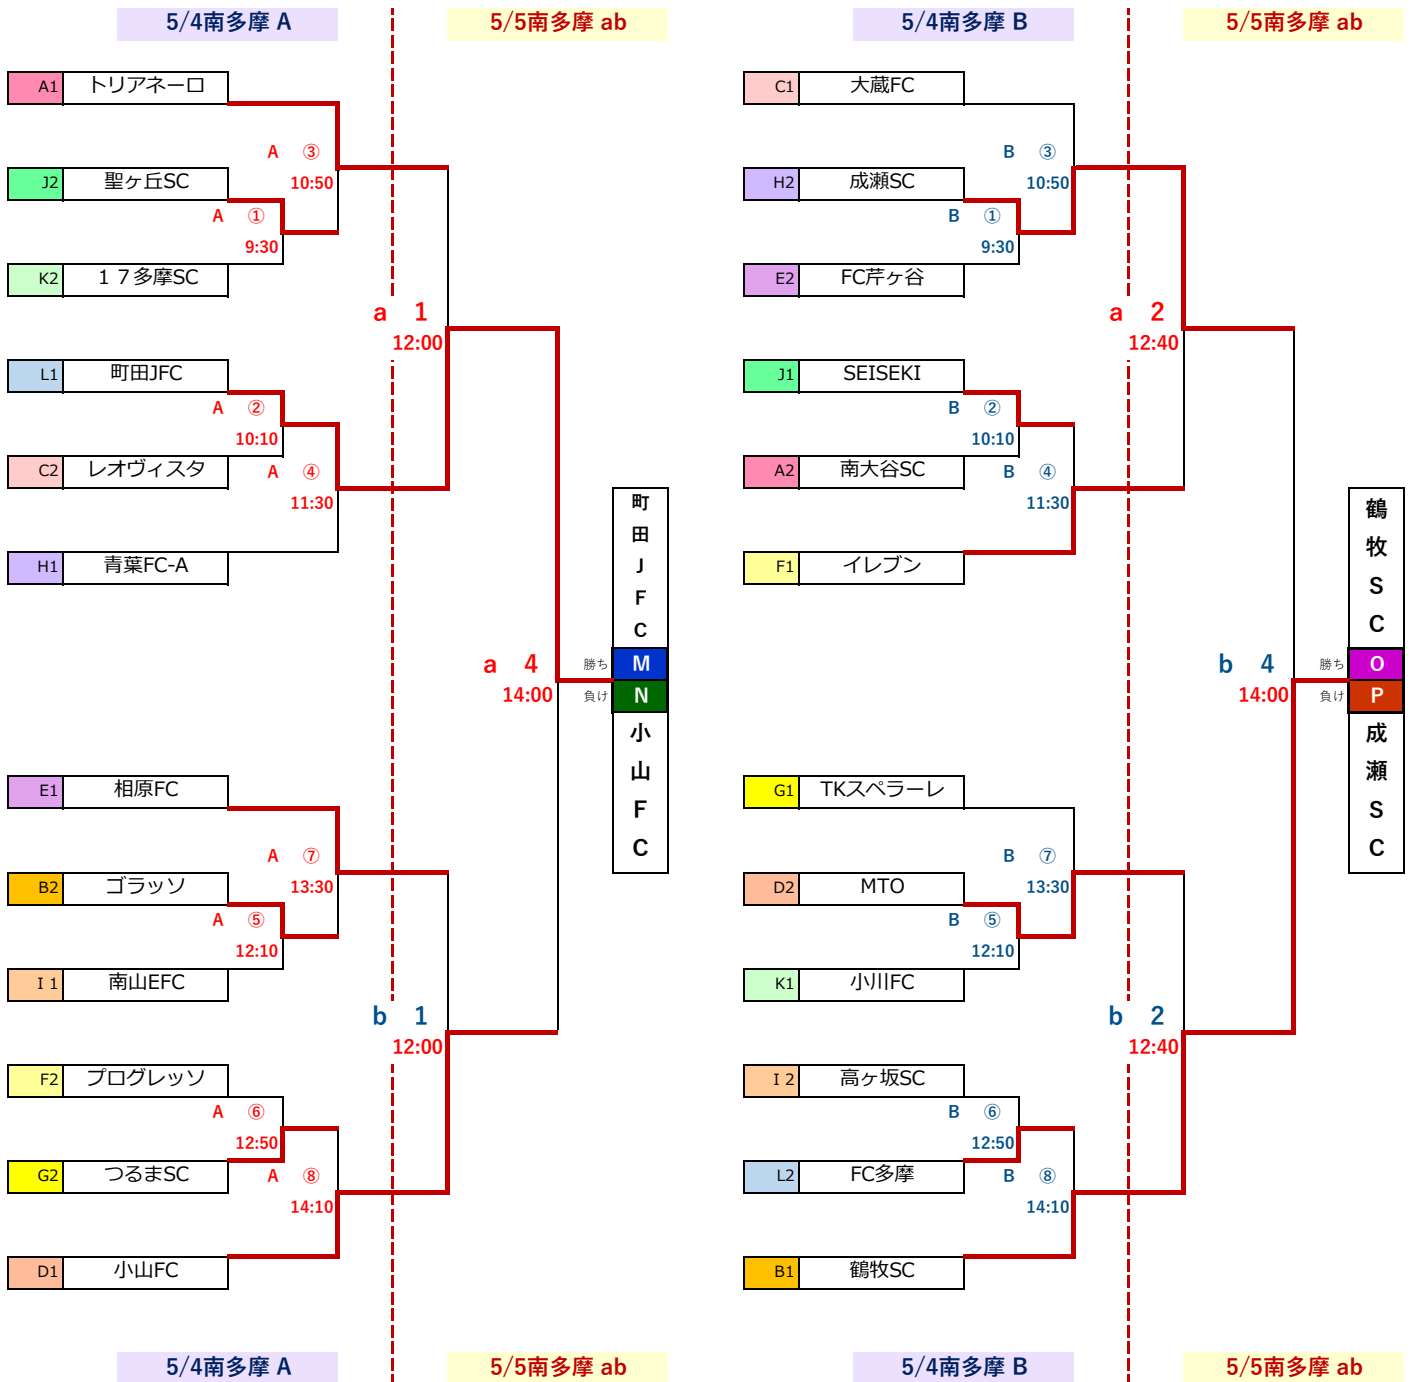 5/4南多摩 A
5/5南多摩 ab
5/4南多摩 B
5/5南多摩 ab
A1 トリアネーロ
A ③
10:50
J2 聖ヶ丘SC
A ①
9:30
K2 １７多摩SC
a 1
12:00
L1 町田JFC
A ②
10:10
C2 レオヴィスタ
A ④
11:30
H1 青葉FC-A
町田JFC
a 4
14:00
勝ち M
負け N
小山FC
E1 相原FC
A ⑦
13:30
B2 ゴラッソ
A ⑤
12:10
I 1 南山EFC
b 1
12:00
F2 プログレッソ
A ⑥
12:50
G2 つるまSC
A ⑧
14:10
D1 小山FC
C1 大蔵FC
B ③
10:50
H2 成瀬SC
B ①
9:30
E2 FC芹ヶ谷
a 2
12:40
J1 SEISEKI
B ②
10:10
A2 南大谷SC
B ④
11:30
F1 イレブン
鶴牧SC
b 4
14:00
勝ち O
負け P
成瀬SC
G1 TKスペラーレ
B ⑦
13:30
D2 MTO
B ⑤
12:10
K1 小川FC
b 2
12:40
I 2 高ヶ坂SC
B ⑥
12:50
L2 FC多摩
B ⑧
14:10
B1 鶴牧SC
5/4南多摩 A
5/5南多摩 ab
5/4南多摩 B
5/5南多摩 ab